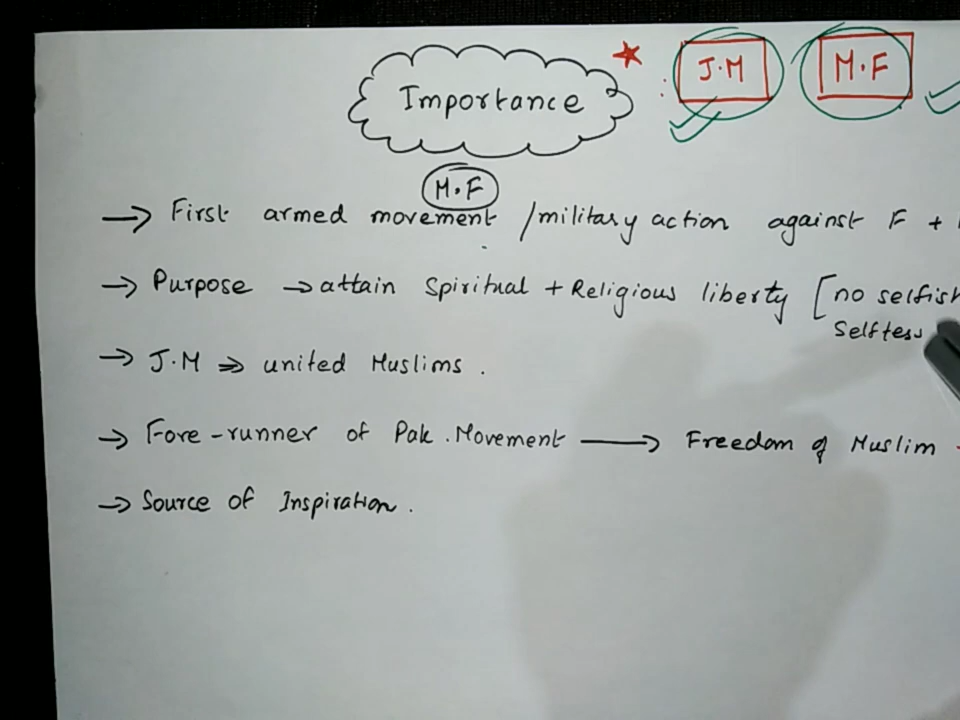 Importance
J.M
M.F
M.F
→ First armed movement / military action against F +
→ Purpose → attain Spiritual + Religious liberty [no selfish
Selfless
→ J.M ⇒ united Muslims.
→ Fore-runner of Pak. Movement → Freedom of Muslim
→ Source of Inspiration.